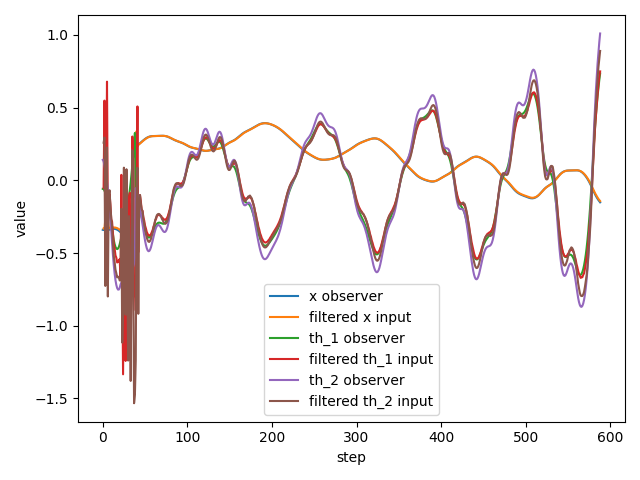 1.0
0.5
0.0
−0.5
−1.0
−1.5
value
0 100 200 300 400 500 600
step
x observer
filtered x input
th_1 observer
filtered th_1 input
th_2 observer
filtered th_2 input